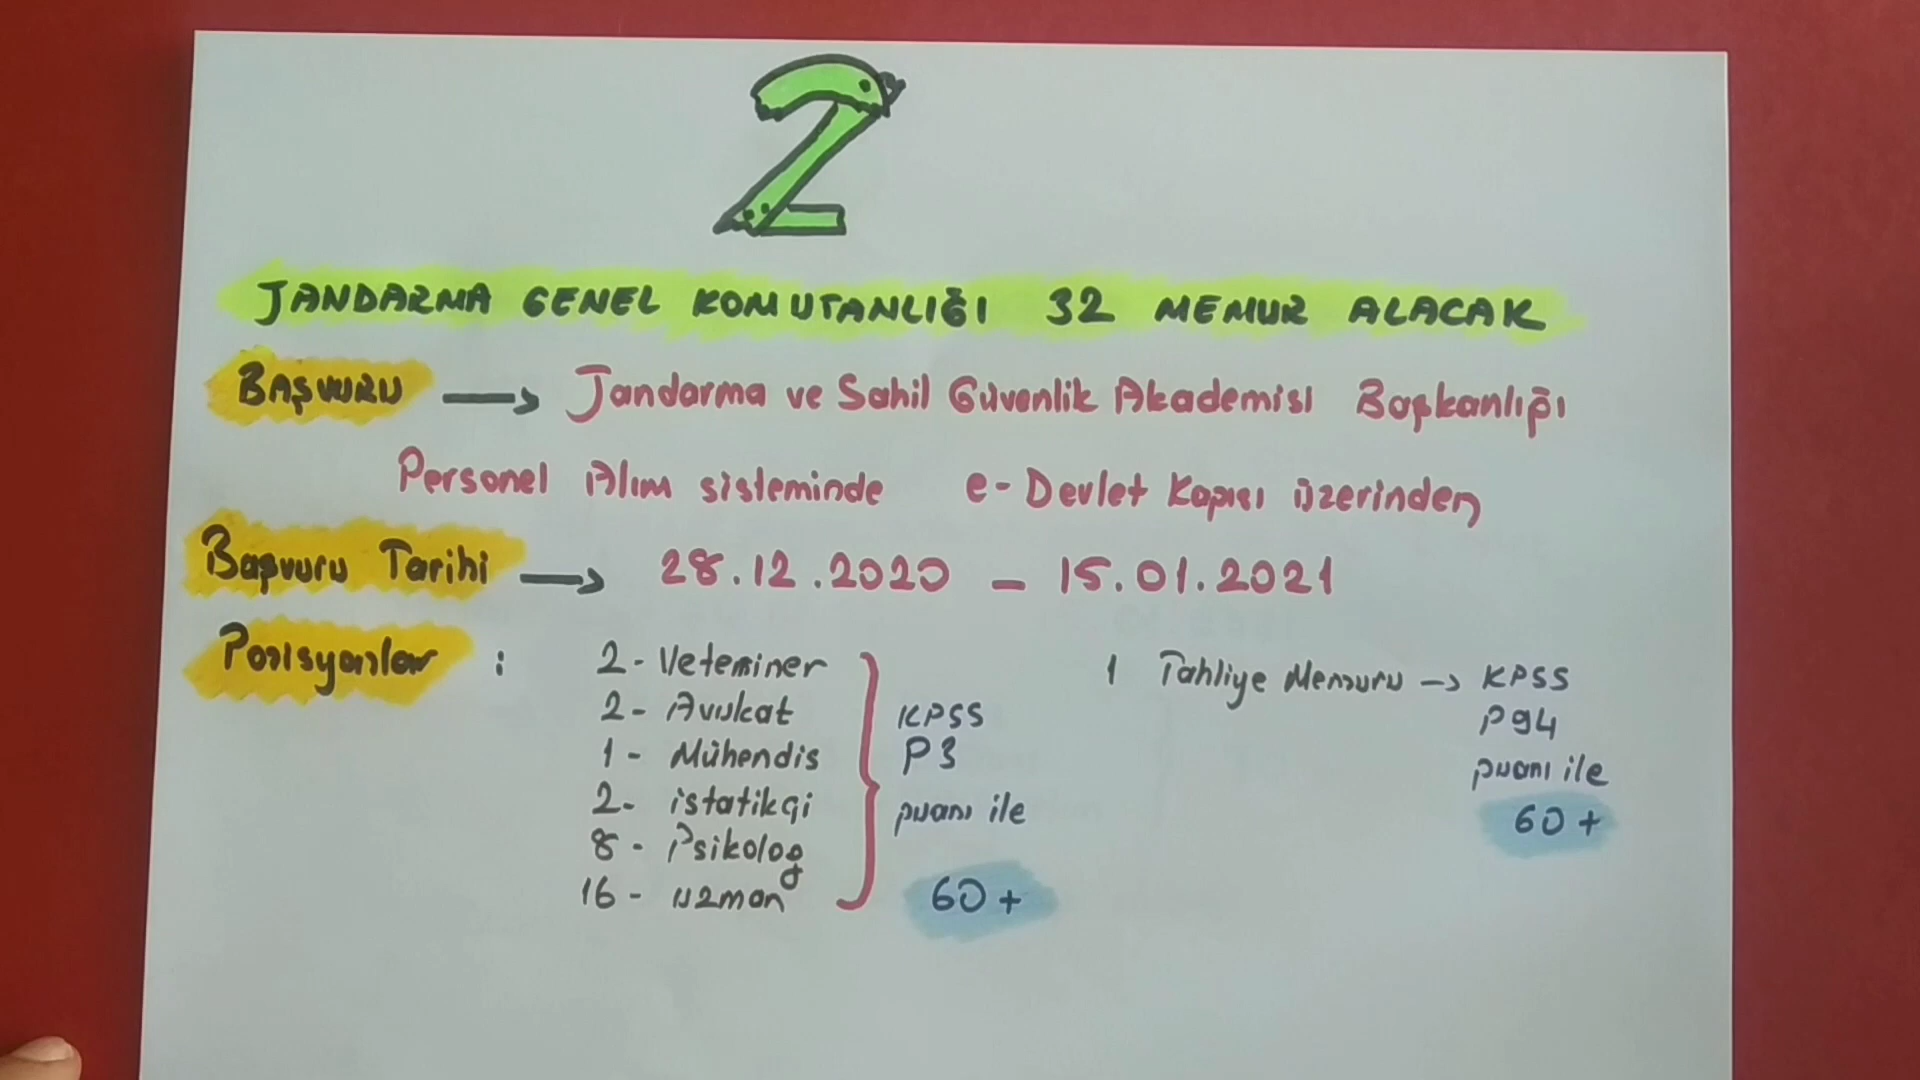 2
JANDARMA GENEL KOMUTANLIĞI 32 MEMUR ALACAK
BAŞVURU → Jandarma ve Sahil Güvenlik Akademisi Başkanlığı
Personel Alım sisteminde e-Devlet Kapısı üzerinden
Başvuru Tarihi → 28.12.2020 - 15.01.2021
Pozisyonlar :
2- Veteriner
2- Avukat
1- Mühendis
2- istatikçi
8- Psikolog
16- uzman
KPSS
P3
puanı ile
60+
1 Tahliye Memuru → KPSS
P94
puanı ile
60+